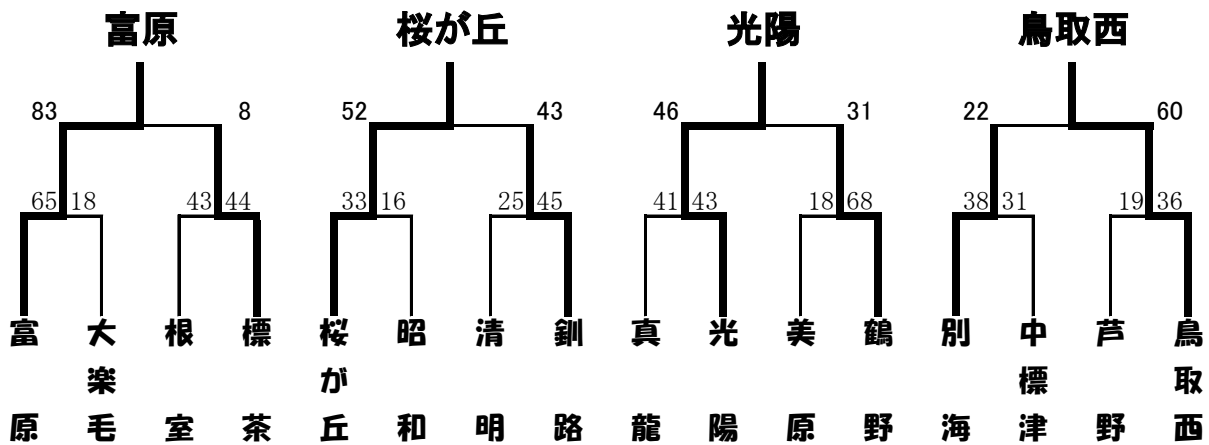 富原 桜が丘 光陽 鳥取西
83 8 52 43 46 31 22 60
65 18 43 44 33 16 25 45 41 43 18 68 38 31 19 36
富原 大楽毛 根室 標茶 桜が丘 昭和 清明 釧路 真龍 光陽 美原 鶴野 別海 中標津 芦野 鳥取西